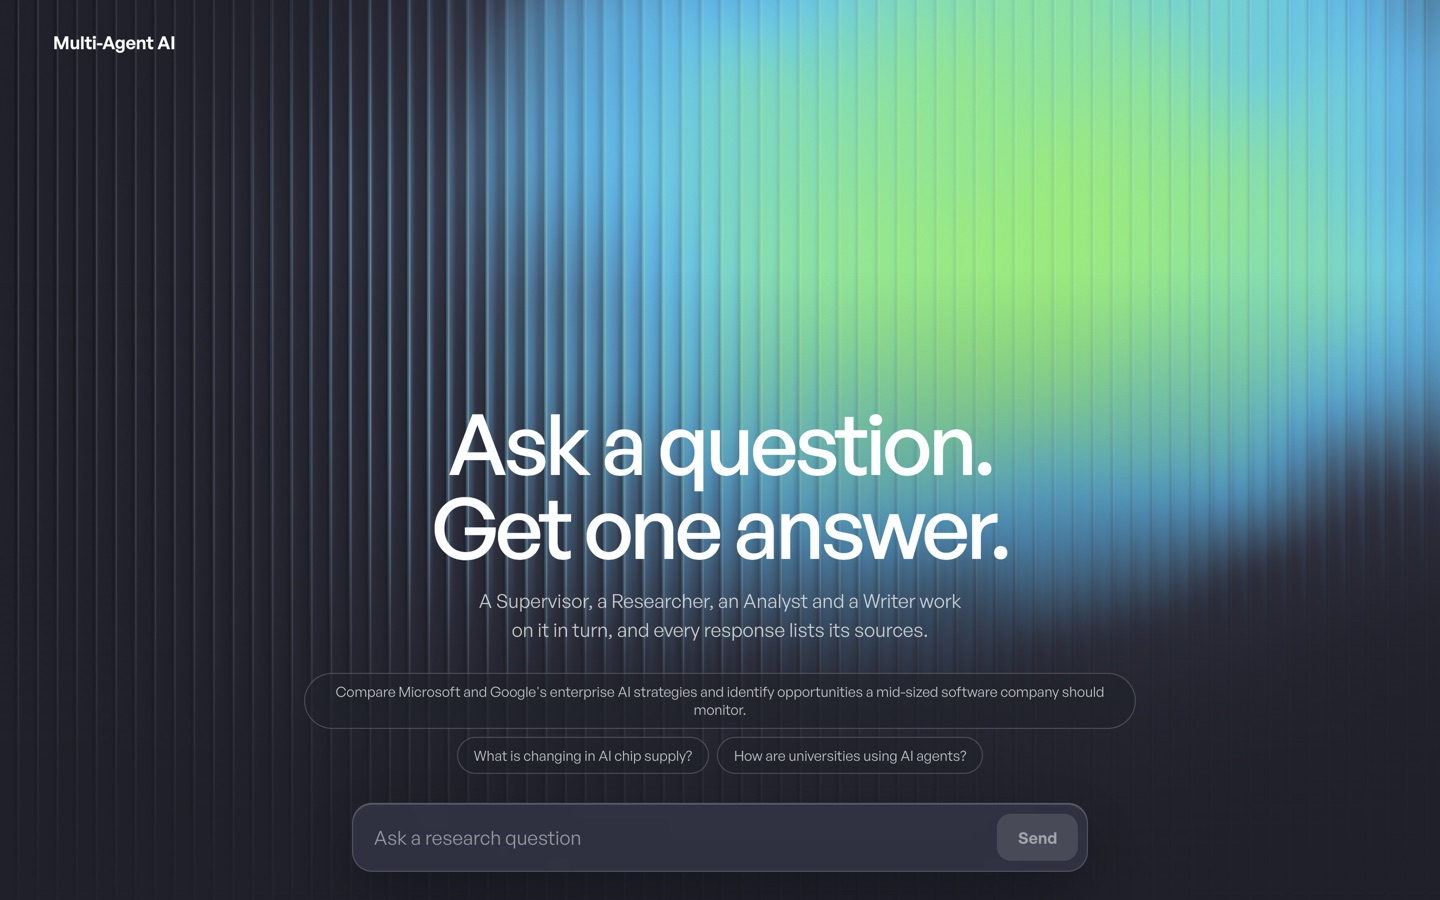 Multi-Agent AI
Ask a question.
Get one answer.
A Supervisor, a Researcher, an Analyst and a Writer work
on it in turn, and every response lists its sources.
Compare Microsoft and Google's enterprise AI strategies and identify opportunities a mid-sized software company should
monitor.
What is changing in AI chip supply?
How are universities using AI agents?
Ask a research question
Send